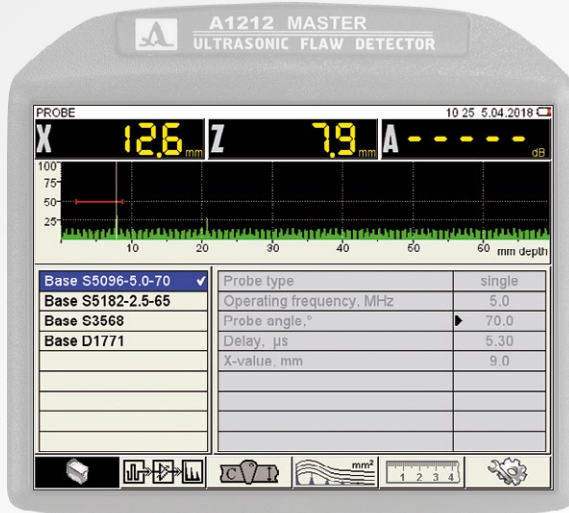 A1212 MASTER
ULTRASONIC FLAW DETECTOR
PROBE 10 25 5.04.2018
X 12.6 mm Z 7.9 mm A - - - - - dB
100
75
50
25
10 20 30 40 50 60 mm depth
Base S5096-5.0-70 ✓
Base S5182-2.5-65
Base S3568
Base D1771
Probe type single
Operating frequency, MHz 5.0
Probe angle,° 70.0
Delay, µs 5.30
X-value, mm 9.0
C I mm² 1 2 3 4